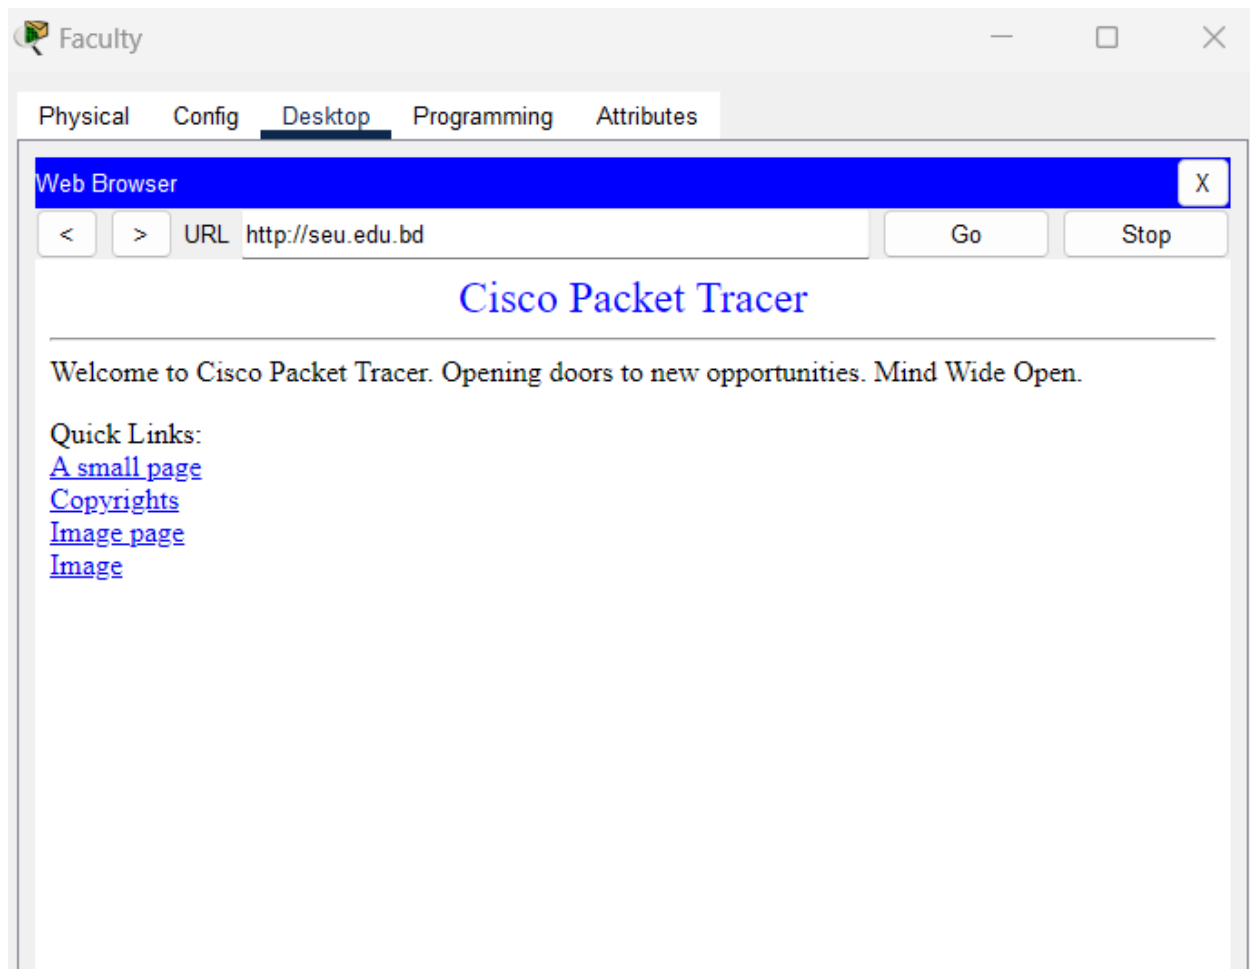 Faculty
Physical Config Desktop Programming Attributes
Web Browser X
< > URL http://seu.edu.bd Go Stop
Cisco Packet Tracer
Welcome to Cisco Packet Tracer. Opening doors to new opportunities. Mind Wide Open.
Quick Links:
A small page
Copyrights
Image page
Image